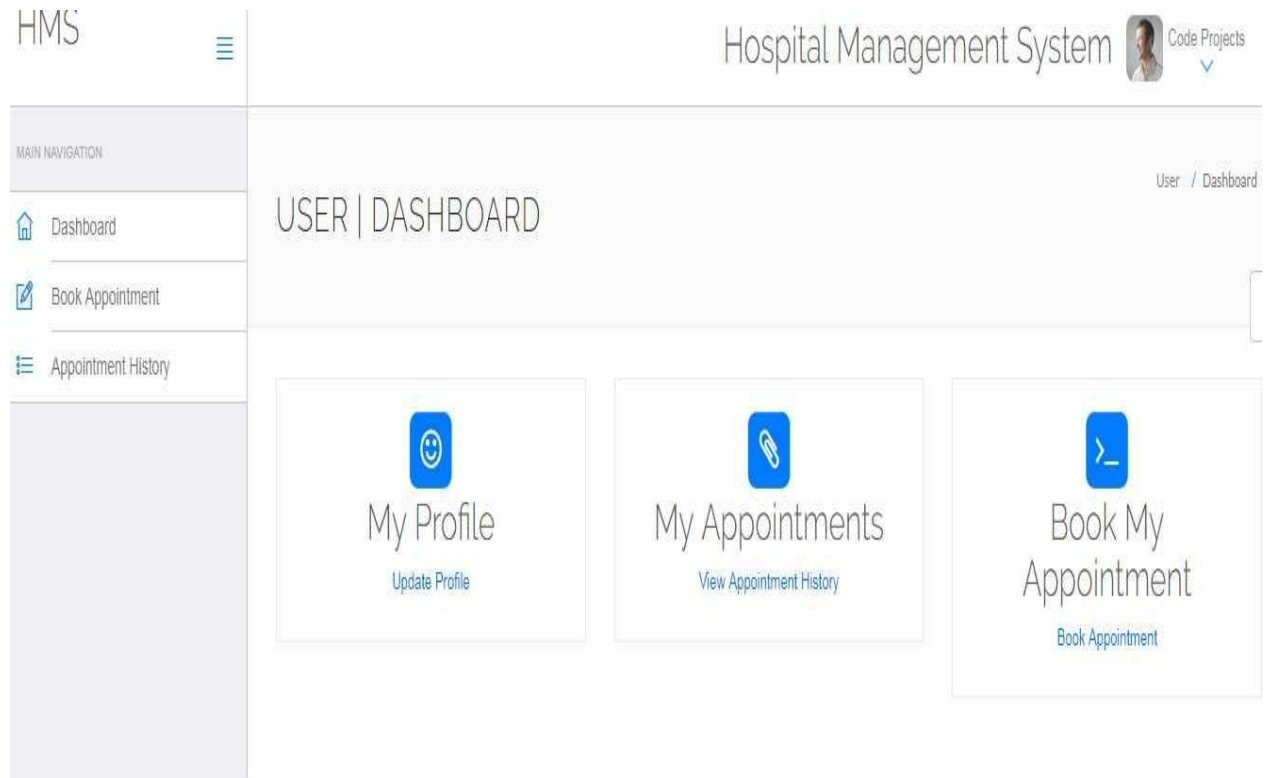 HMS
Hospital Management System
Code Projects
MAIN NAVIGATION
Dashboard
Book Appointment
Appointment History
User / Dashboard
USER | DASHBOARD
My Profile
Update Profile
My Appointments
View Appointment History
Book My
Appointment
Book Appointment